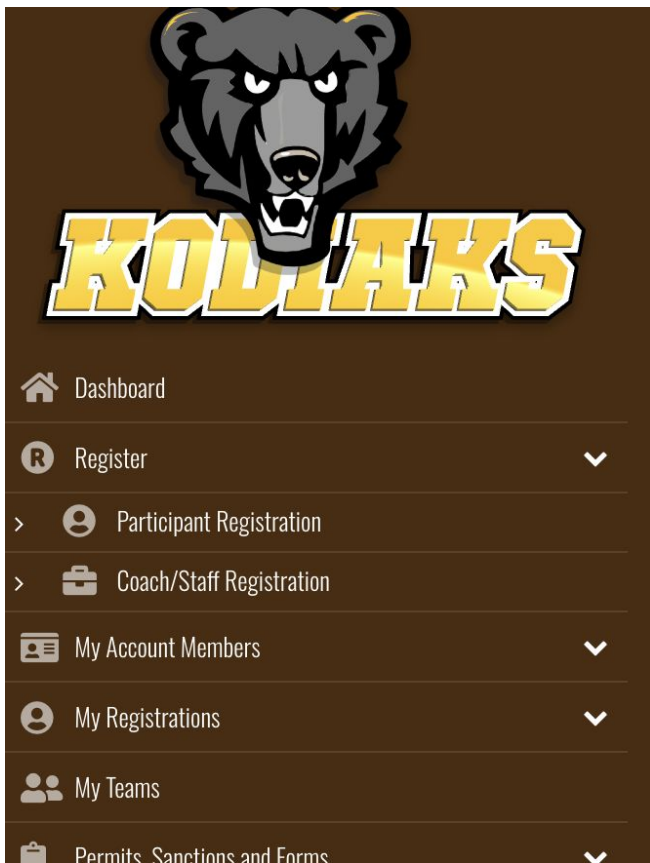 KODIAKS
Dashboard
R Register
Participant Registration
Coach/Staff Registration
My Account Members
My Registrations
My Teams
Permits, Sanctions and Forms